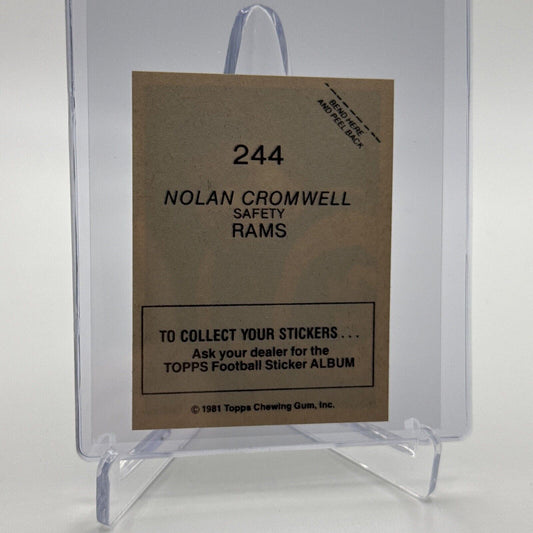 BEND HERE
AND PEEL BACK
244
NOLAN CROMWELL
SAFETY
RAMS
TO COLLECT YOUR STICKERS . . .
Ask your dealer for the
TOPPS Football Sticker ALBUM
© 1981 Topps Chewing Gum, Inc.